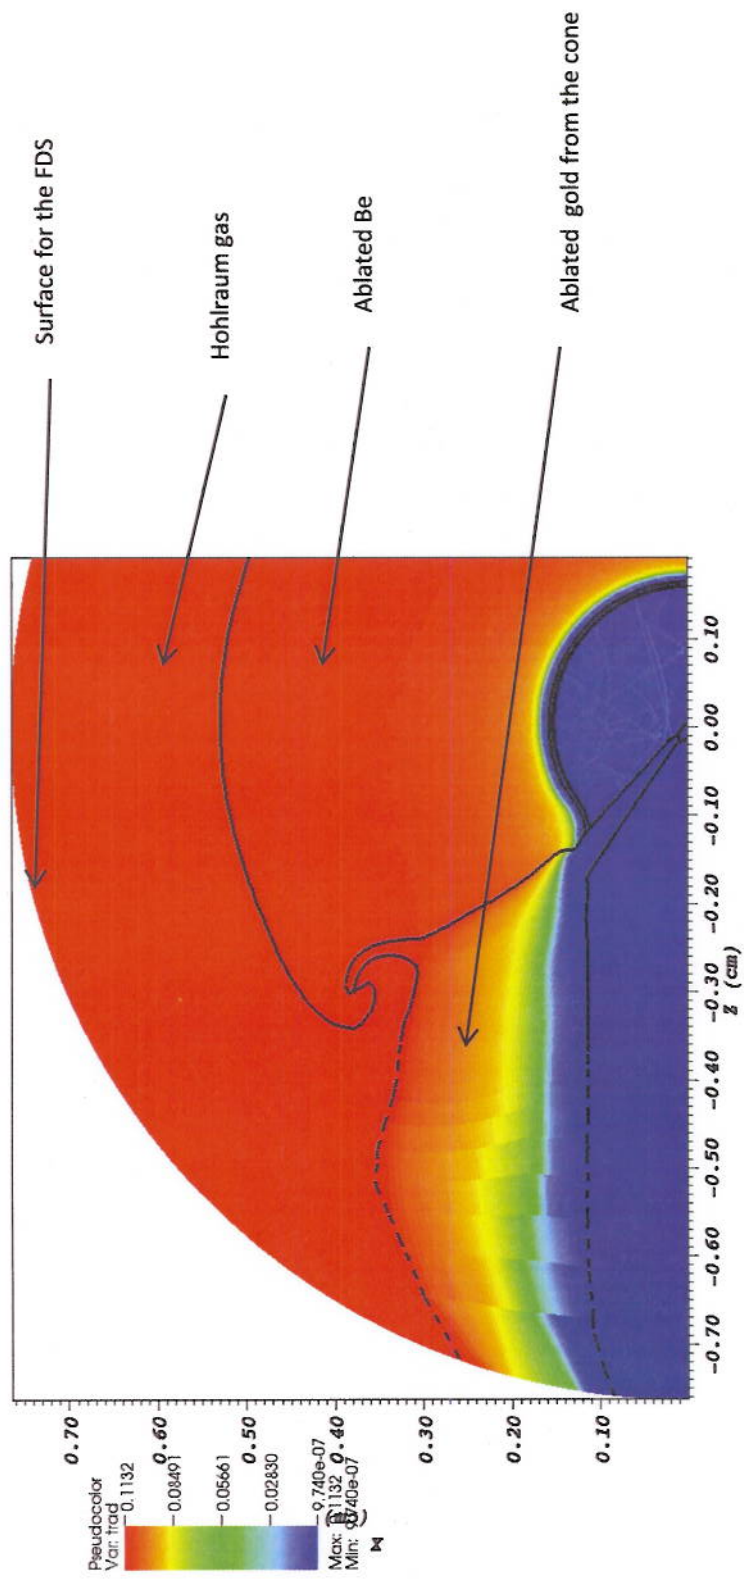 Surface for the FDS
Hohlraum gas
Ablated Be
Ablated gold from the cone
Pseudocolor
Var: trad
0.1132
0.08491
0.05661
0.02830
9.740e-07
Max: 0.1132
Min: 9.740e-07
0.70
0.60
0.50
0.40
0.30
0.20
0.10
-0.70
-0.60
-0.50
-0.40
-0.30
-0.20
-0.10
0.00
0.10
Z (cm)